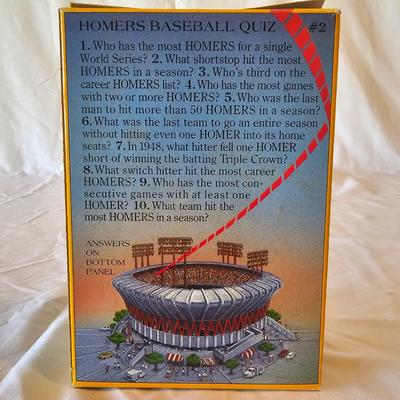 HOMERS BASEBALL QUIZ #2
1. Who has the most HOMERS for a single
World Series? 2. What shortstop hit the most
HOMERS in a season? 3. Who's third on the
career HOMERS list? 4. Who has the most games
with two or more HOMERS? 5. Who was the last
man to hit more than 50 HOMERS in a season?
6. What was the last team to go an entire season
without hitting even one HOMER into its home
seats? 7. In 1948, what hitter fell one HOMER
short of winning the batting Triple Crown?
8. What switch hitter hit the most career
HOMERS? 9. Who has the most con-
secutive games with at least one
HOMER? 10. What team hit the
most HOMERS in a season?
ANSWERS
ON
BOTTOM
PANEL